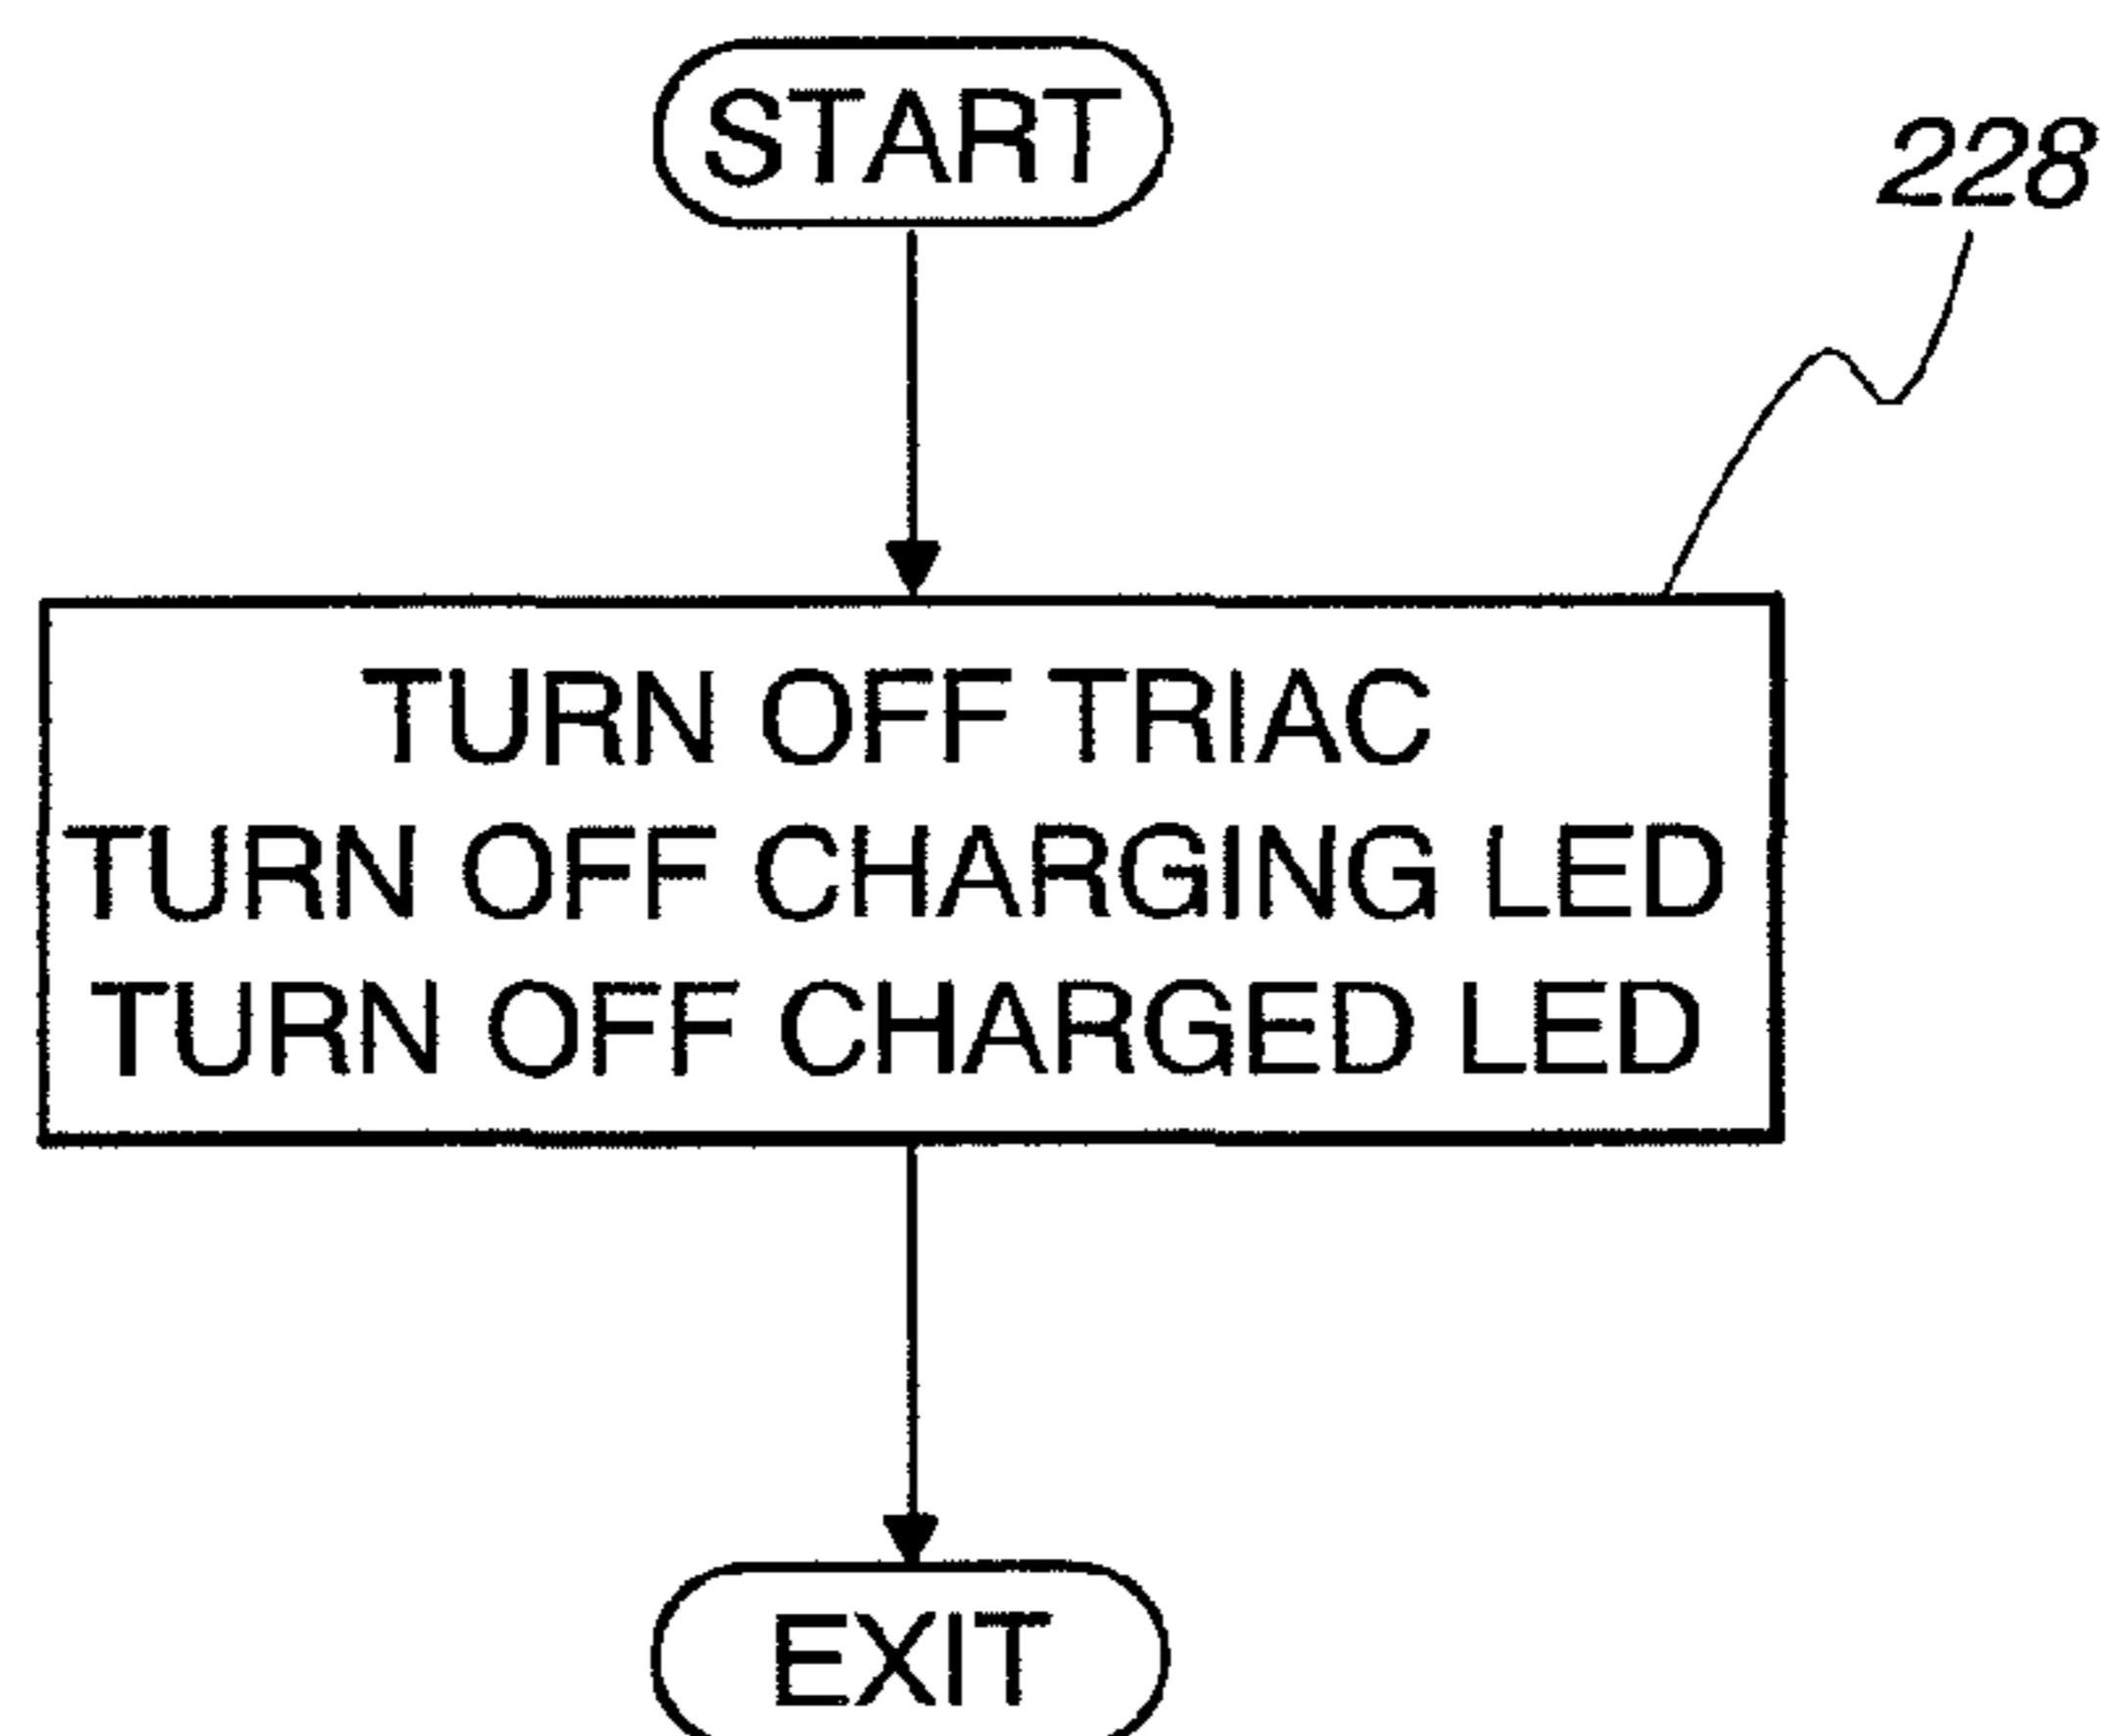 START
228
TURN OFF TRIAC
TURN OFF CHARGING LED
TURN OFF CHARGED LED
EXIT